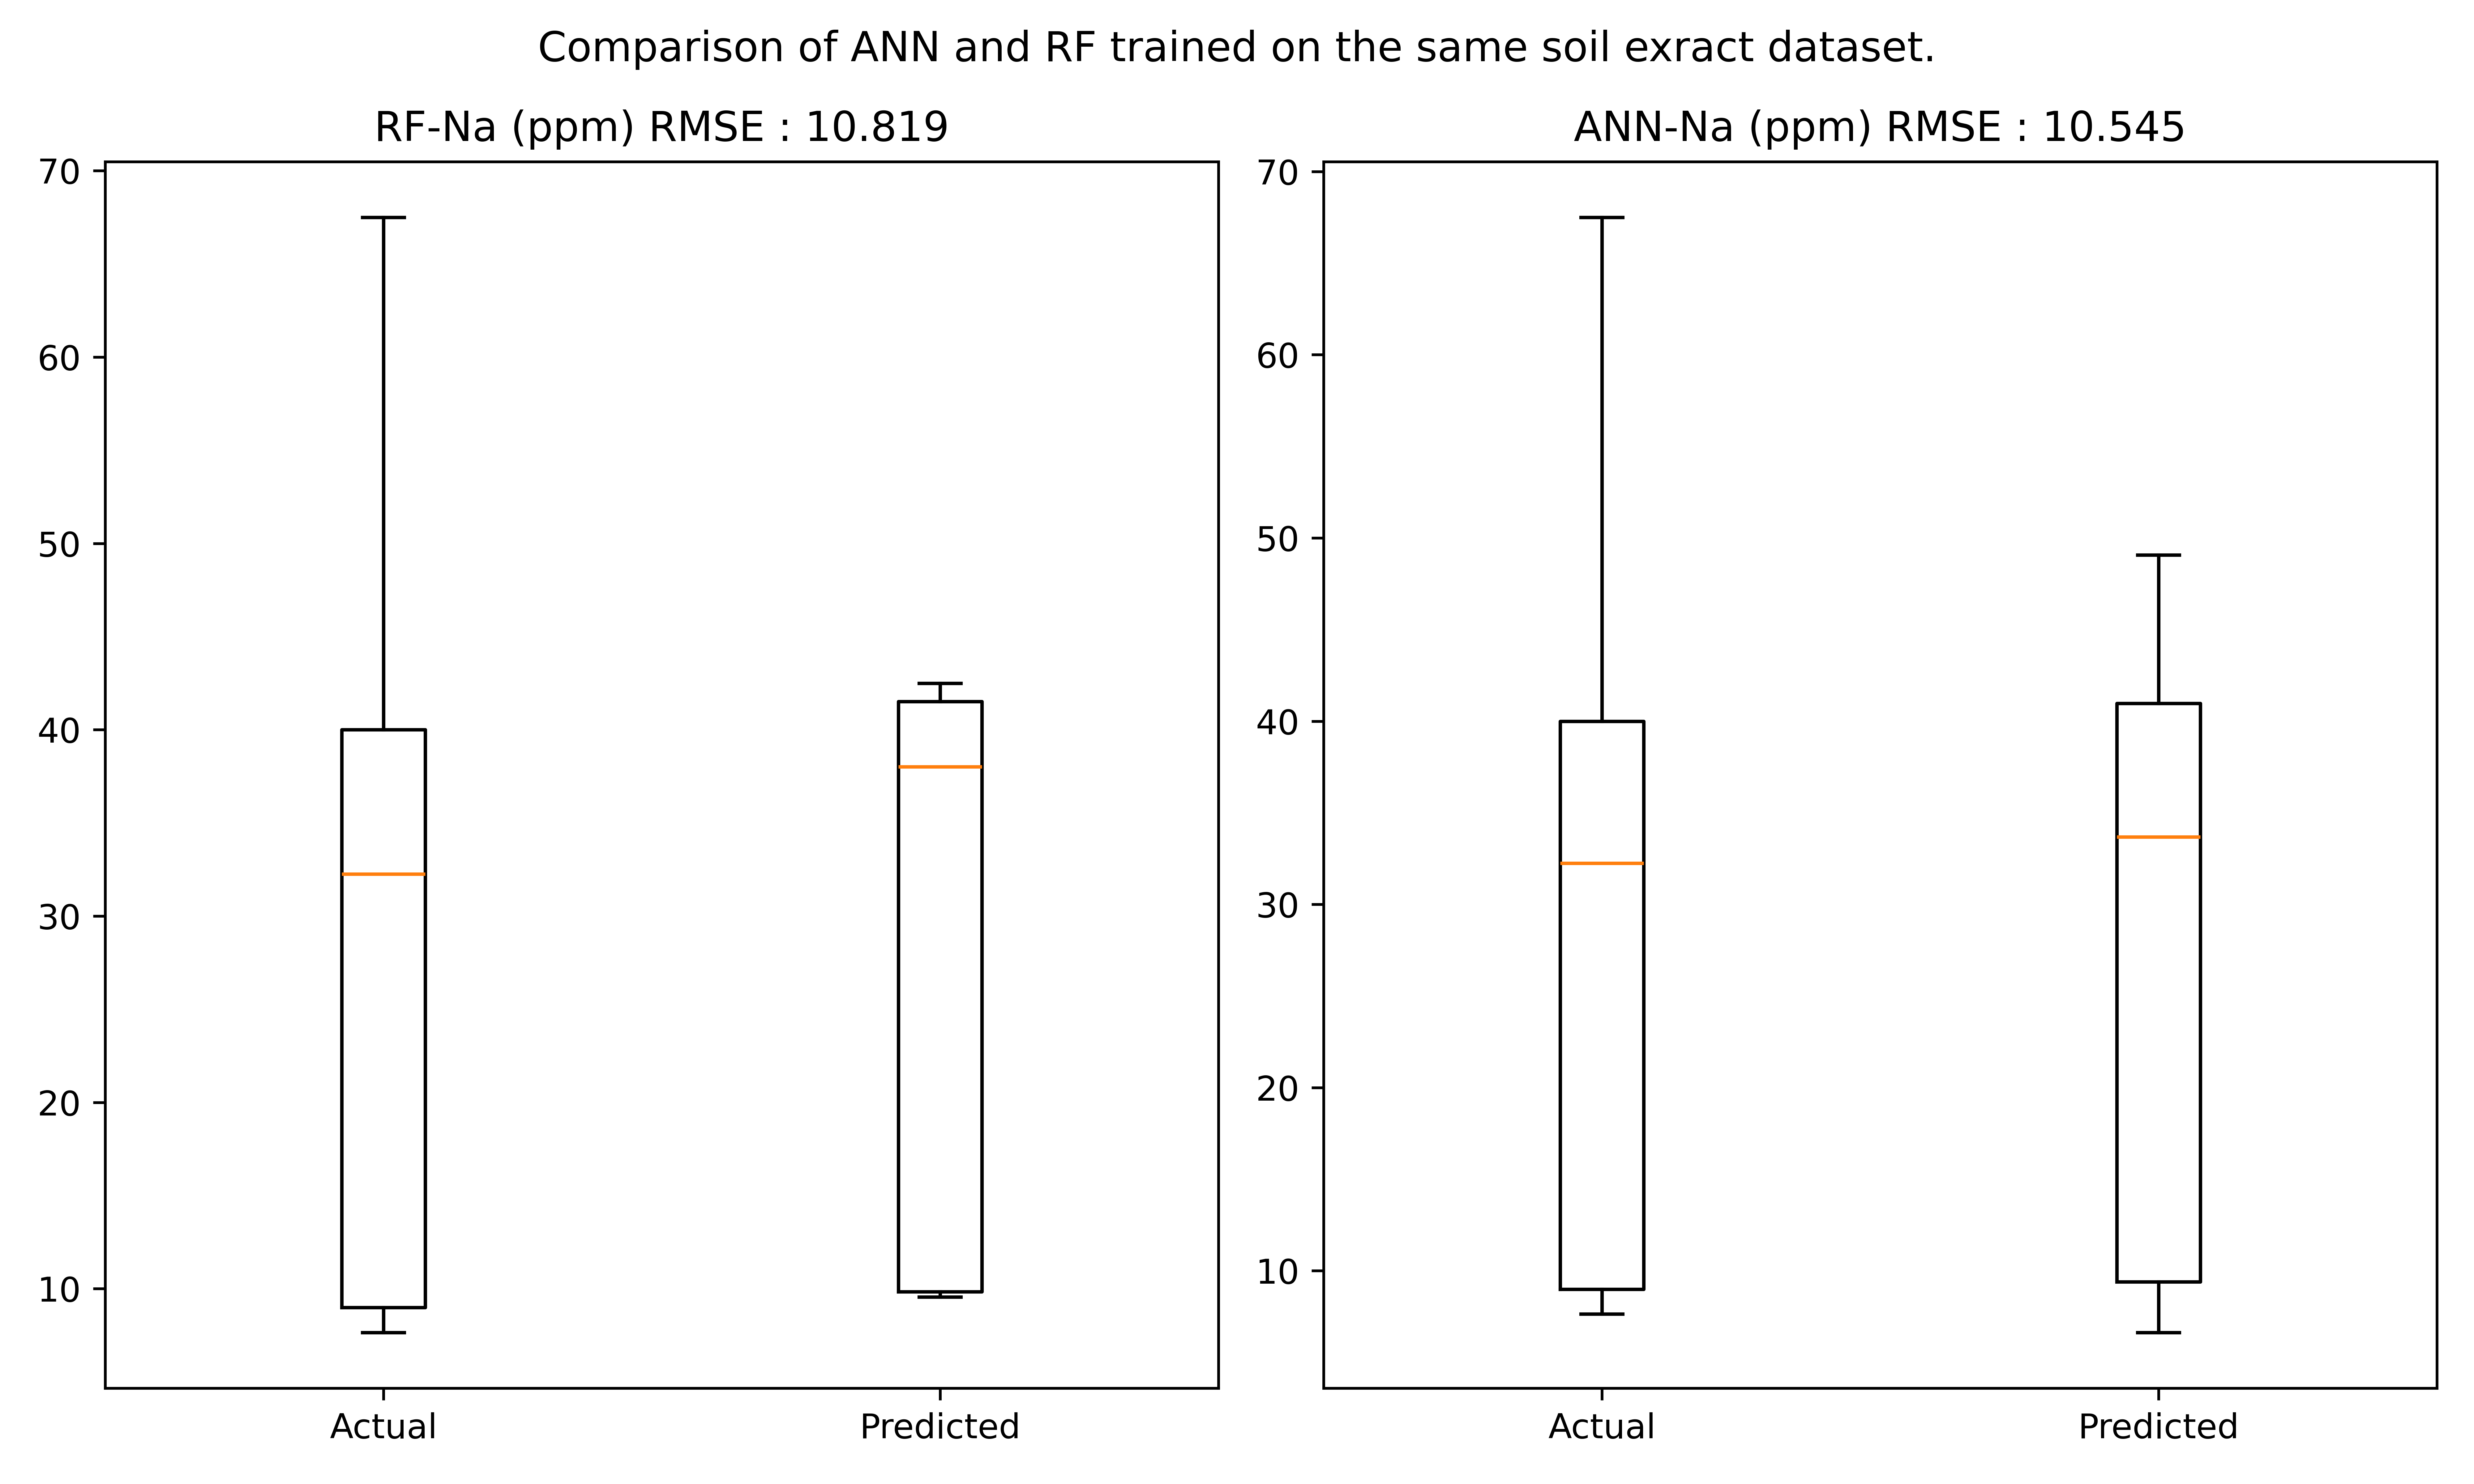 Comparison of ANN and RF trained on the same soil exract dataset.
RF-Na (ppm) RMSE : 10.819
70
60
50
40
30
20
10
Actual Predicted
ANN-Na (ppm) RMSE : 10.545
70
60
50
40
30
20
10
Actual Predicted